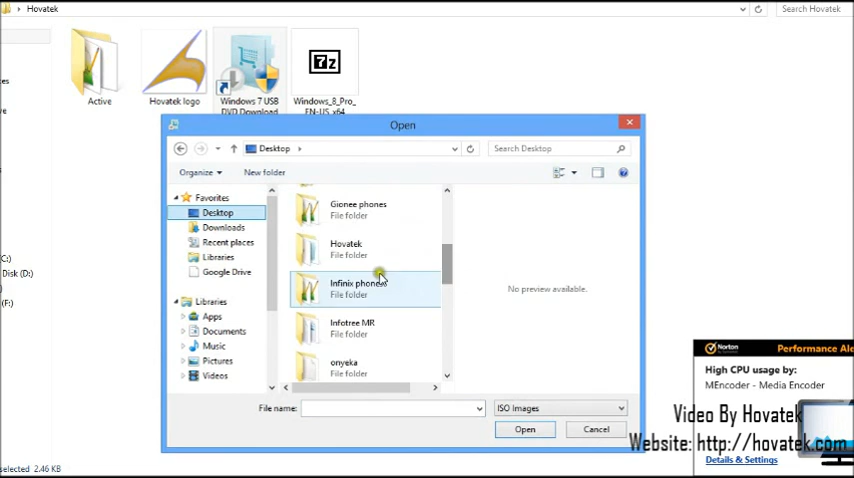 Hovatek
Search Hovatek
Active
Hovatek logo
Windows 7 USB
DVD Download
7z
Windows_8_Pro_
EN-US_x64
Open
Desktop
Search Desktop
Organize
New folder
Favorites
Desktop
Downloads
Recent places
Libraries
Google Drive
Libraries
Apps
Documents
Music
Pictures
Videos
Gionee phones
File folder
Hovatek
File folder
Infinix phones
File folder
Infotree MR
File folder
onyeka
File folder
No preview available.
File name:
ISO Images
Open
Cancel
(C:)
Disk (D:)
(F:)
selected 2.46 KB
Norton
by Symantec
Performance Ale
High CPU usage by:
MEncoder - Media Encoder
Details & Settings
Video By Hovatek
Website: http://hovatek.com